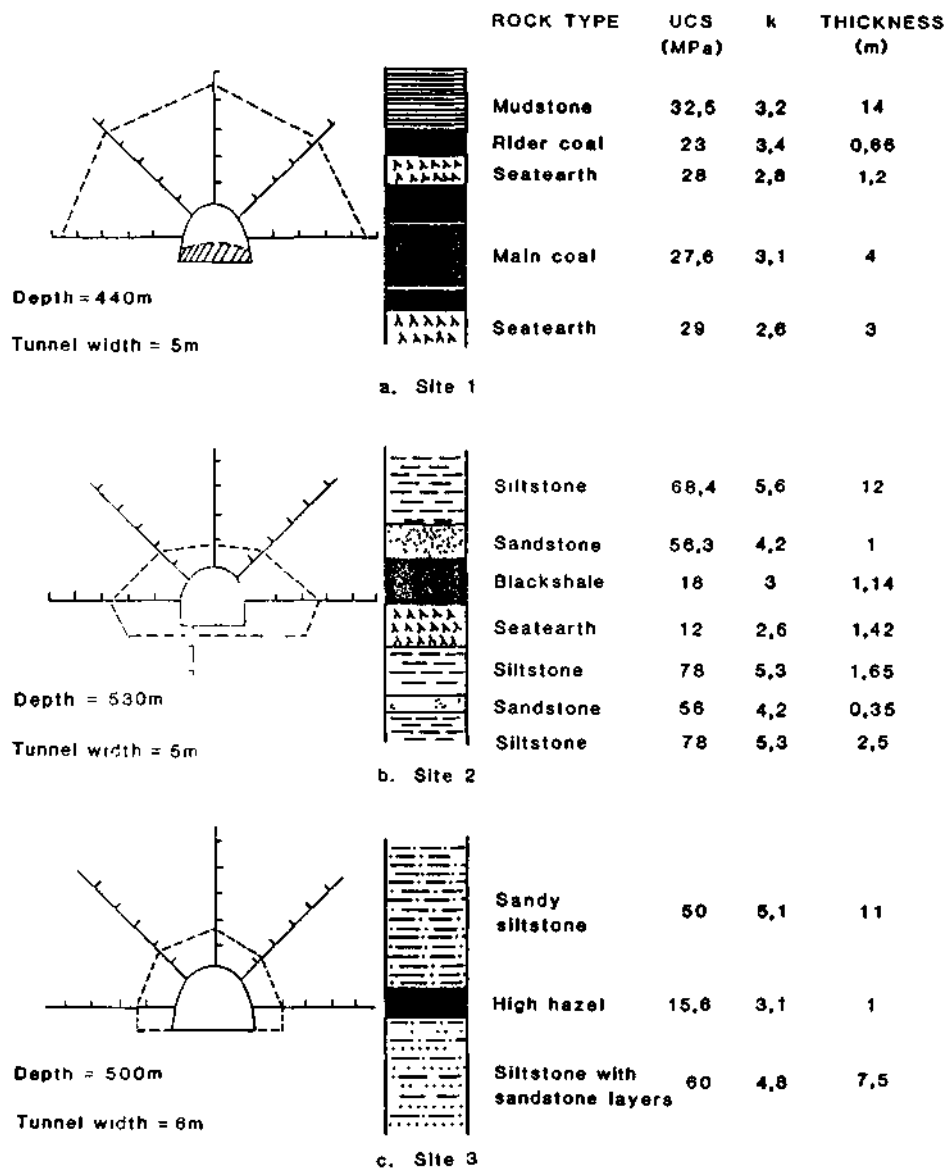 ROCK TYPE UCS k THICKNESS
(MPa) (m)
Mudstone 32,5 3,2 14
Rider coal 23 3,4 0,66
Seatearth 28 2,8 1,2
Main coal 27,6 3,1 4
Depth = 440m
Seatearth 29 2,6 3
Tunnel width = 5m
a. Site 1
Siltstone 68,4 5,6 12
Sandstone 56,3 4,2 1
Blackshale 18 3 1,14
Seatearth 12 2,6 1,42
Siltstone 78 5,3 1,65
Depth = 530m
Sandstone 56 4,2 0,35
Siltstone 78 5,3 2,5
Tunnel width = 5m
b. Site 2
Sandy
siltstone 50 5,1 11
High hazel 15,6 3,1 1
Depth = 500m
Siltstone with
sandstone layers 60 4,8 7,5
Tunnel width = 6m
c. Site 3